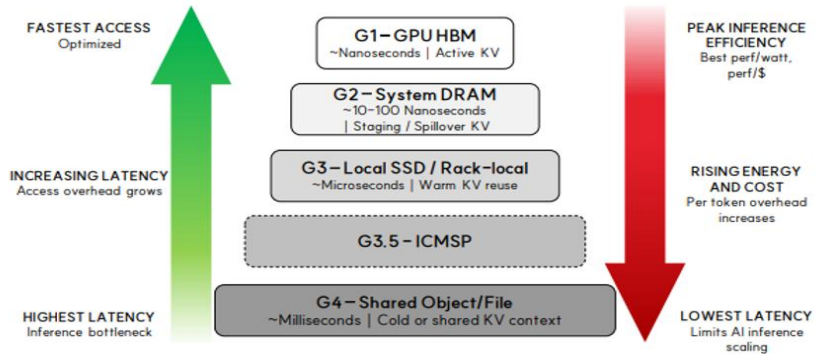 FASTEST ACCESS
Optimized
INCREASING LATENCY
Access overhead grows
HIGHEST LATENCY
Inference bottleneck
G1–GPU HBM
~Nanoseconds | Active KV
G2–System DRAM
~10-100 Nanoseconds
| Staging / Spillover KV
G3–Local SSD / Rack-local
~Microseconds | Warm KV reuse
G3.5 – ICMSP
G4–Shared Object/File
~Milliseconds | Cold or shared KV context
PEAK INFERENCE
EFFICIENCY
Best perf/watt,
perf/$
RISING ENERGY
AND COST
Per token overhead
increases
LOWEST LATENCY
Limits AI inference
scaling